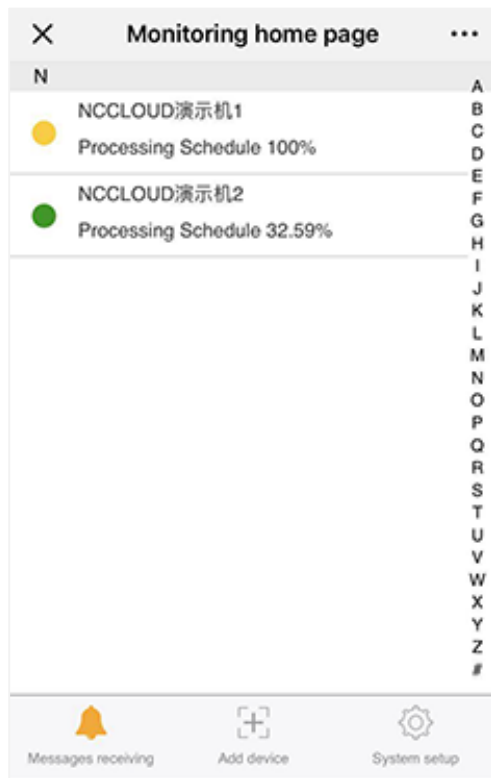 Monitoring home page
N
NCCLOUD演示机1
Processing Schedule 100%
NCCLOUD演示机2
Processing Schedule 32.59%
A
B
C
D
E
F
G
H
I
J
K
L
M
N
O
P
Q
R
S
T
U
V
W
X
Y
Z
#
Messages receiving
Add device
System setup